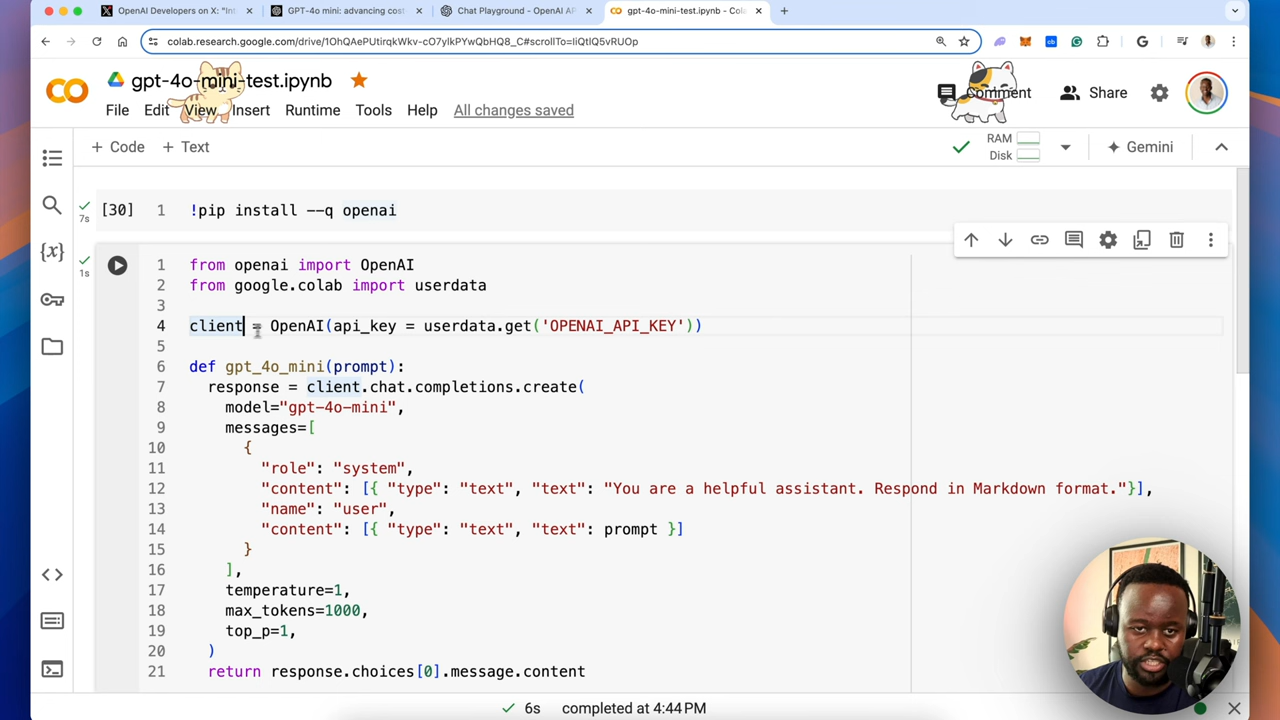 OpenAI Developers on X: "Int
GPT-4o mini: advancing cost
Chat Playground - OpenAI AP
gpt-4o-mini-test.ipynb - Cola
colab.research.google.com/drive/1OhQAePUtirqkWkv-cO7ylkPYwQbHQ8_C#scrollTo=IiQtIQ5vRUOp
gpt-4o-mini-test.ipynb
File Edit View Insert Runtime Tools Help All changes saved
Comment Share
+ Code + Text
RAM
Disk
Gemini
7s [30] 1 !pip install --q openai
1s
1 from openai import OpenAI
2 from google.colab import userdata
3
4 client = OpenAI(api_key = userdata.get('OPENAI_API_KEY'))
5
6 def gpt_4o_mini(prompt):
7 response = client.chat.completions.create(
8 model="gpt-4o-mini",
9 messages=[
10 {
11 "role": "system",
12 "content": [{ "type": "text", "text": "You are a helpful assistant. Respond in Markdown format."}],
13 "name": "user",
14 "content": [{ "type": "text", "text": prompt }]
15 }
16 ],
17 temperature=1,
18 max_tokens=1000,
19 top_p=1,
20 )
21 return response.choices[0].message.content
6s completed at 4:44 PM